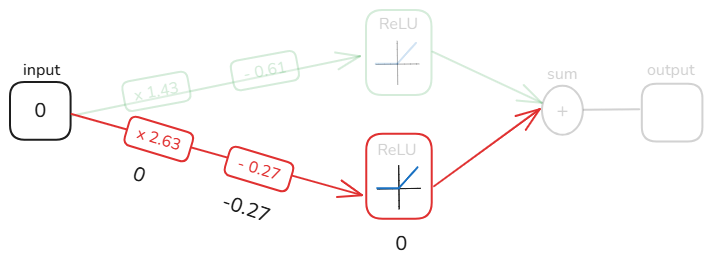 ReLU
input
x 1.43
- 0.61
sum
output
0
+
x 2.63
- 0.27
ReLU
0
-0.27
0